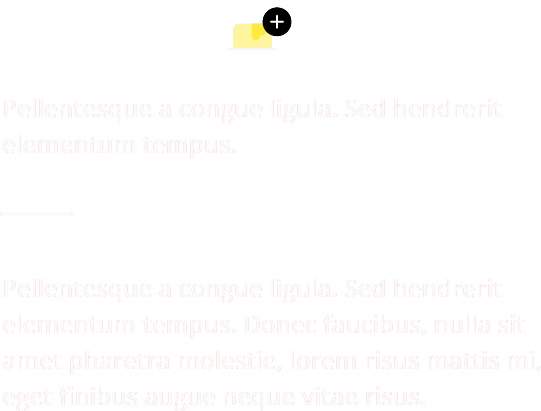 Pellentesque a congue ligula. Sed hendrerit
elementum tempus.
Pellentesque a congue ligula. Sed hendrerit
elementum tempus. Donec faucibus, nulla sit
amet pharetra molestie, lorem risus mattis mi,
eget finibus augue neque vitae risus.